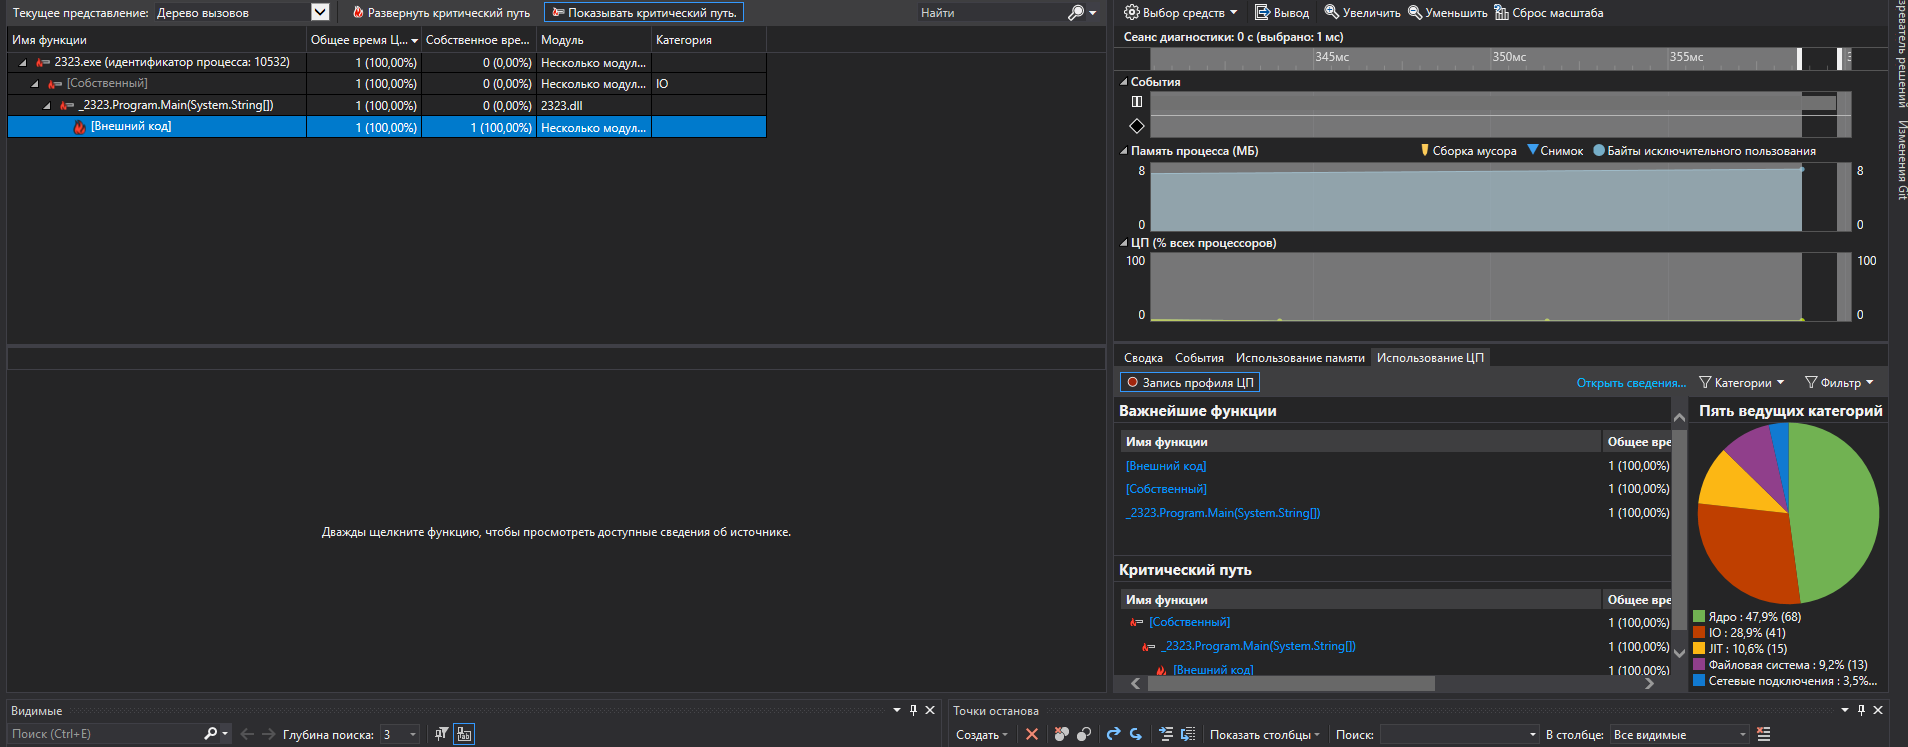 Текущее представление: Дерево вызовов Развернуть критический путь Показывать критический путь. Найти
Имя функции Общее время Ц... Собственное вре... Модуль Категория
2323.exe (идентификатор процесса: 10532) 1 (100,00%) 0 (0,00%) Несколько модул...
[Собственный] 1 (100,00%) 0 (0,00%) Несколько модул... IO
_2323.Program.Main(System.String[]) 1 (100,00%) 0 (0,00%) 2323.dll
[Внешний код] 1 (100,00%) 1 (100,00%) Несколько модул...
Дважды щелкните функцию, чтобы просмотреть доступные сведения об источнике.
Выбор средств Вывод Увеличить Уменьшить Сброс масштаба
Сеанс диагностики: 0 с (выбрано: 1 мс)
345мс 350мс 355мс
События
Память процесса (МБ) Сборка мусора Снимок Байты исключительного пользования
8 8
0 0
ЦП (% всех процессоров)
100 100
0 0
Сводка События Использование памяти Использование ЦП
Запись профиля ЦП Открыть сведения... Категории Фильтр
Важнейшие функции
Имя функции Общее вре
[Внешний код] 1 (100,00%)
[Собственный] 1 (100,00%)
_2323.Program.Main(System.String[]) 1 (100,00%)
Критический путь
Имя функции Общее вре
[Собственный] 1 (100,00%)
_2323.Program.Main(System.String[]) 1 (100,00%)
[Внешний код] 1 (100,00%)
Пять ведущих категорий
Ядро : 47,9% (68)
IO : 28,9% (41)
JIT : 10,6% (15)
Файловая система : 9,2% (13)
Сетевые подключения : 3,5%...
зреватель решений
Изменения Git
Видимые
Поиск (Ctrl+E) Глубина поиска: 3
Точки останова
Создать Показать столбцы Поиск: В столбце: Все видимые